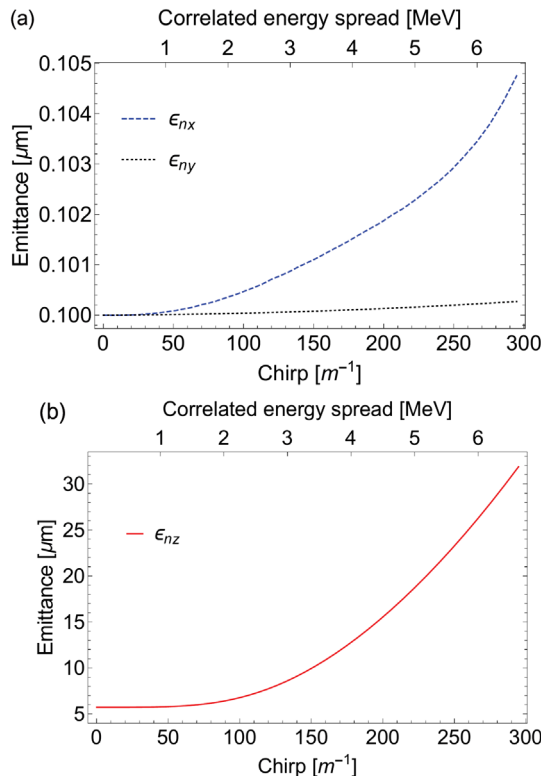 (a)
Correlated energy spread [MeV]
1 2 3 4 5 6
0.105
0.104
0.103
0.102
0.101
0.100
Emittance [μm]
ϵnx
ϵny
0 50 100 150 200 250 300
Chirp [m⁻¹]
(b)
Correlated energy spread [MeV]
1 2 3 4 5 6
30
25
20
15
10
5
Emittance [μm]
ϵnz
0 50 100 150 200 250 300
Chirp [m⁻¹]